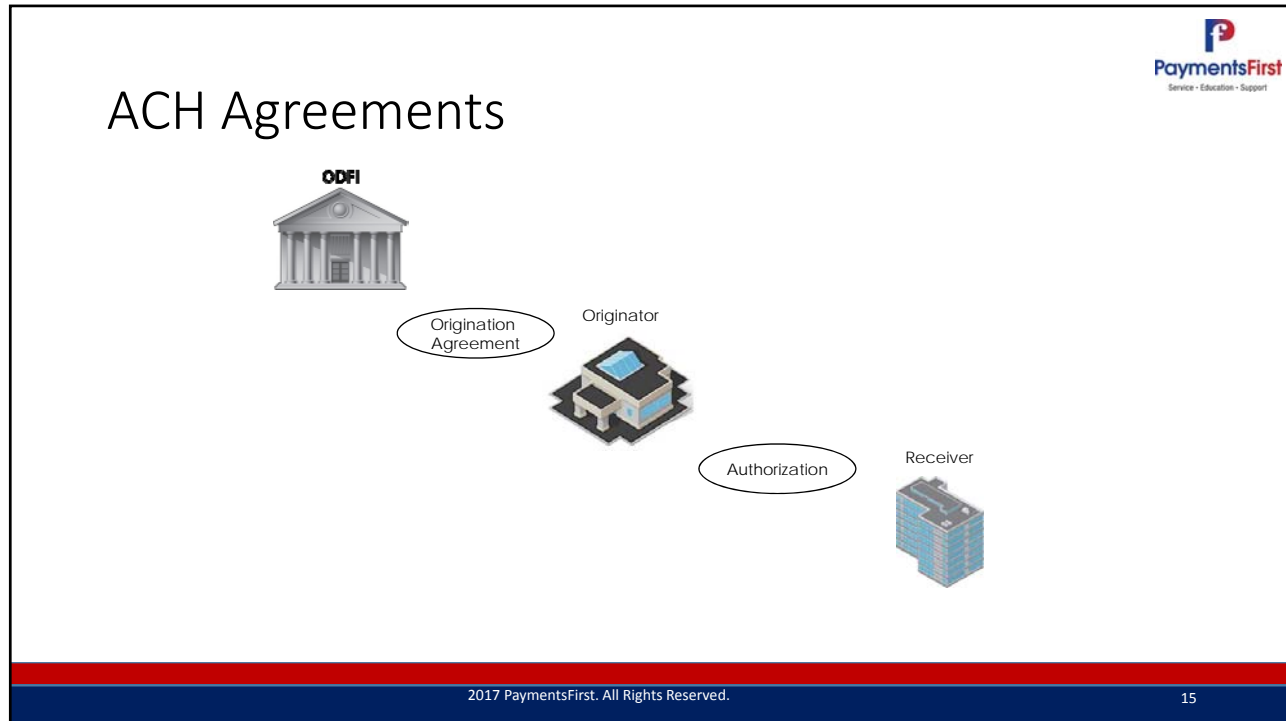 PaymentsFirst
Service - Education - Support
ACH Agreements
ODFI
Origination
Agreement
Originator
Authorization
Receiver
2017 PaymentsFirst. All Rights Reserved.
15